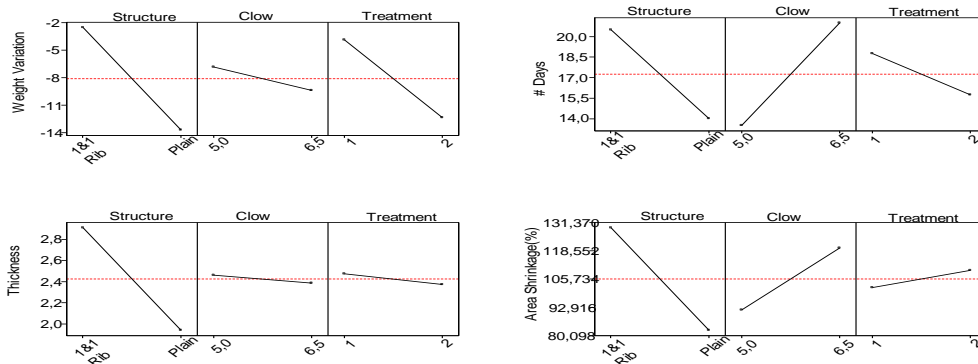 Structure Clow Treatment
Weight Variation
-2
-5
-8
-11
-14
1&1 Rib Plain 5,0 6,5 1 2
Structure Clow Treatment
# Days
20,0
18,5
17,0
15,5
14,0
1&1 Rib Plain 5,0 6,5 1 2
Structure Clow Treatment
Thickness
2,8
2,6
2,4
2,2
2,0
1&1 Rib Plain 5,0 6,5 1 2
Structure Clow Treatment
Area Shrinkage(%)
131,370
118,552
105,734
92,916
80,098
1&1 Rib Plain 5,0 6,5 1 2